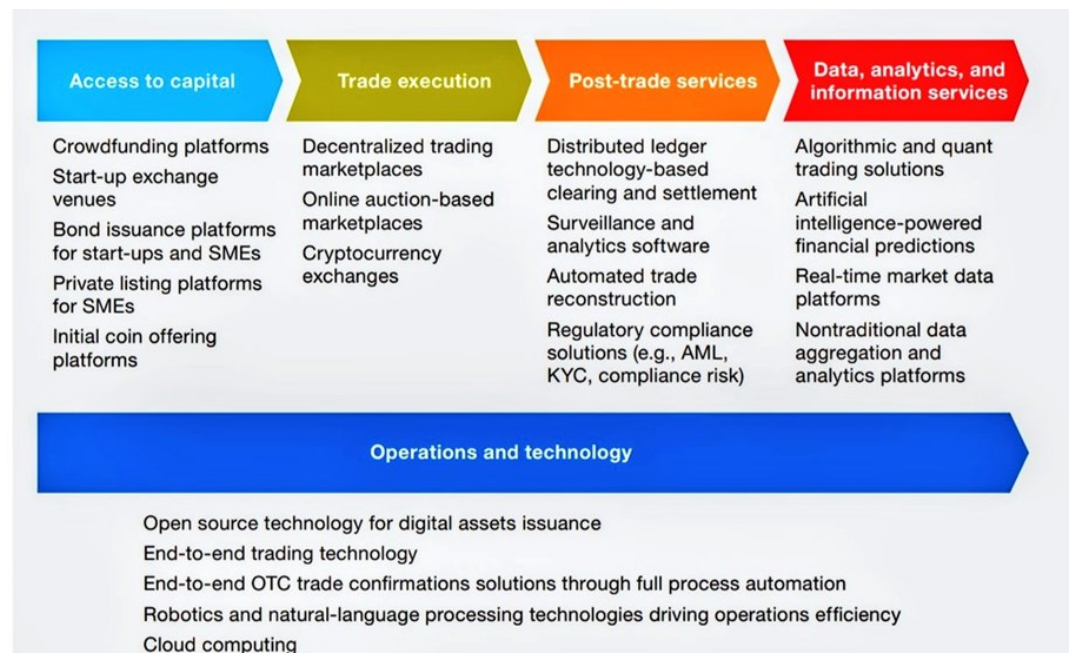 Access to capital
Crowdfunding platforms
Start-up exchange
venues
Bond issuance platforms
for start-ups and SMEs
Private listing platforms
for SMEs
Initial coin offering
platforms
Trade execution
Decentralized trading
marketplaces
Online auction-based
marketplaces
Cryptocurrency
exchanges
Post-trade services
Distributed ledger
technology-based
clearing and settlement
Surveillance and
analytics software
Automated trade
reconstruction
Regulatory compliance
solutions (e.g., AML,
KYC, compliance risk)
Data, analytics, and
information services
Algorithmic and quant
trading solutions
Artificial
intelligence-powered
financial predictions
Real-time market data
platforms
Nontraditional data
aggregation and
analytics platforms
Operations and technology
Open source technology for digital assets issuance
End-to-end trading technology
End-to-end OTC trade confirmations solutions through full process automation
Robotics and natural-language processing technologies driving operations efficiency
Cloud computing